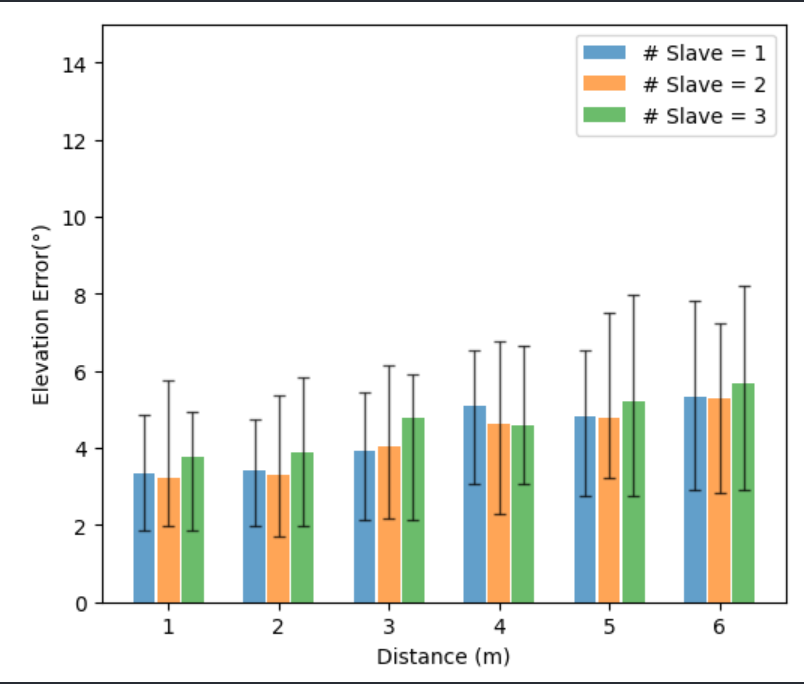 14
12
10
8
6
4
2
0
Elevation Error(°)
# Slave = 1
# Slave = 2
# Slave = 3
1 2 3 4 5 6
Distance (m)